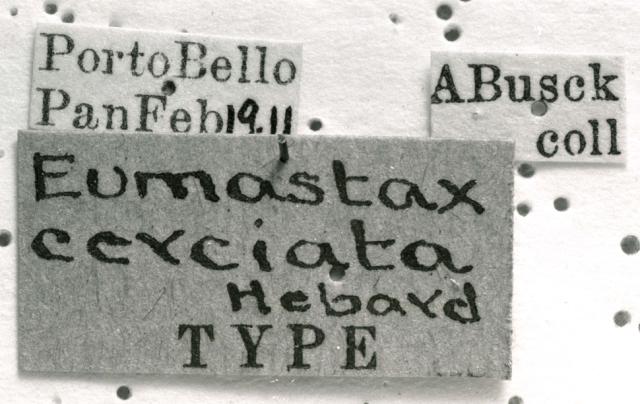 PortoBello
PanFeb19.11
ABusck
coll
Eumastax
cerciata
Hebard
TYPE